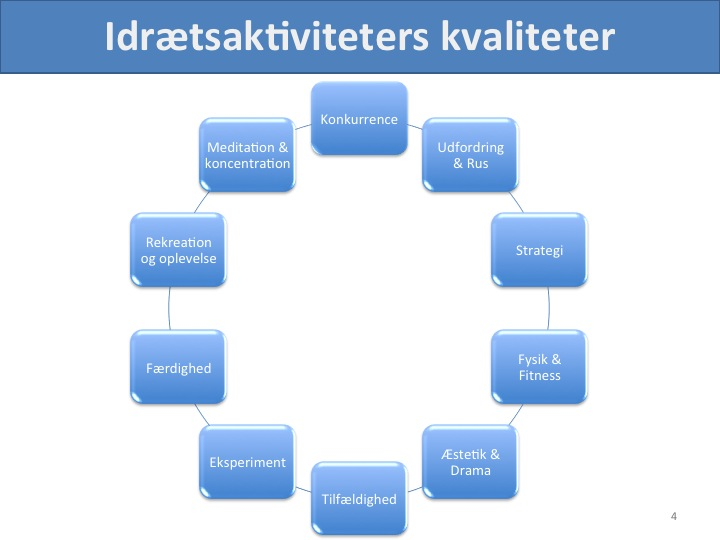 Idrætsaktiviteters kvaliteter
Konkurrence
Udfordring
& Rus
Strategi
Fysik &
Fitness
Æstetik &
Drama
Tilfældighed
Eksperiment
Færdighed
Rekreation
og oplevelse
Meditation &
koncentration
4